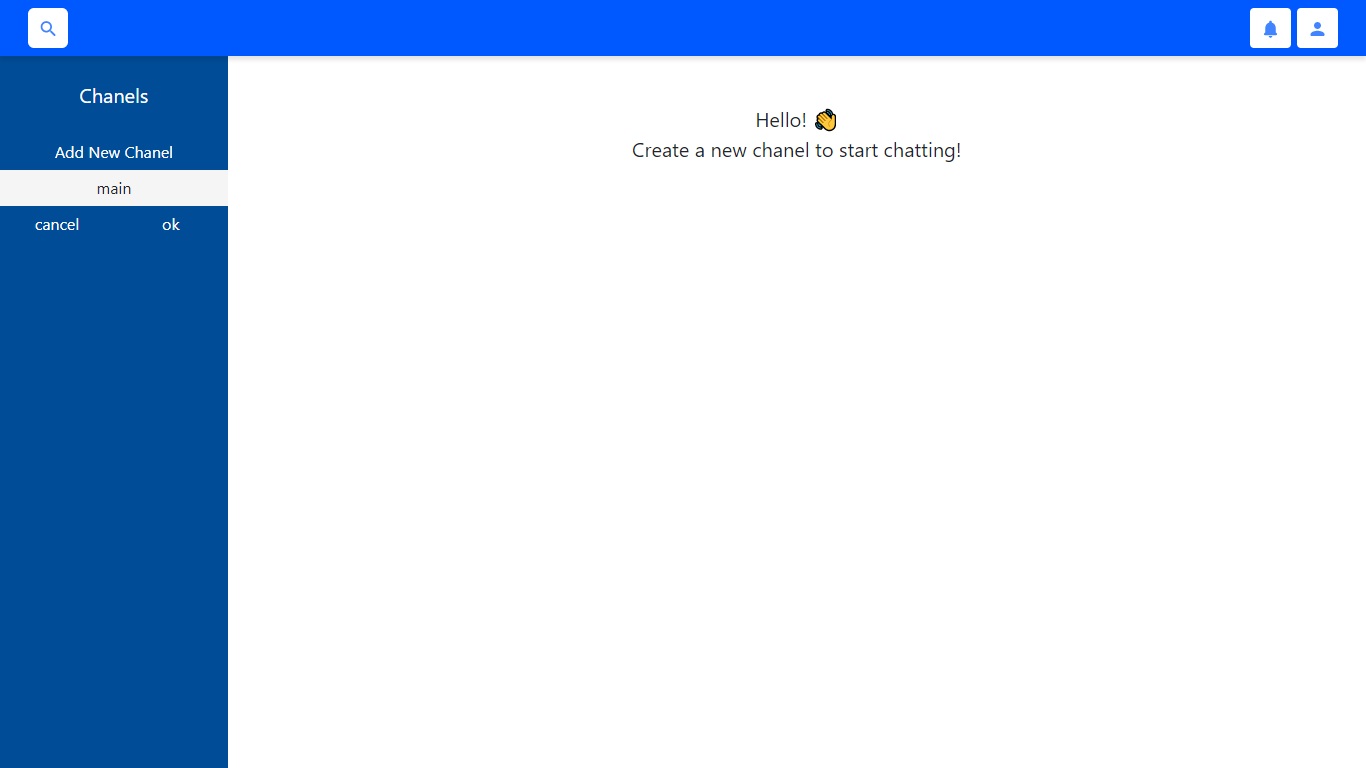 Chanels
Add New Chanel
main
cancel ok
Hello! 👋
Create a new chanel to start chatting!